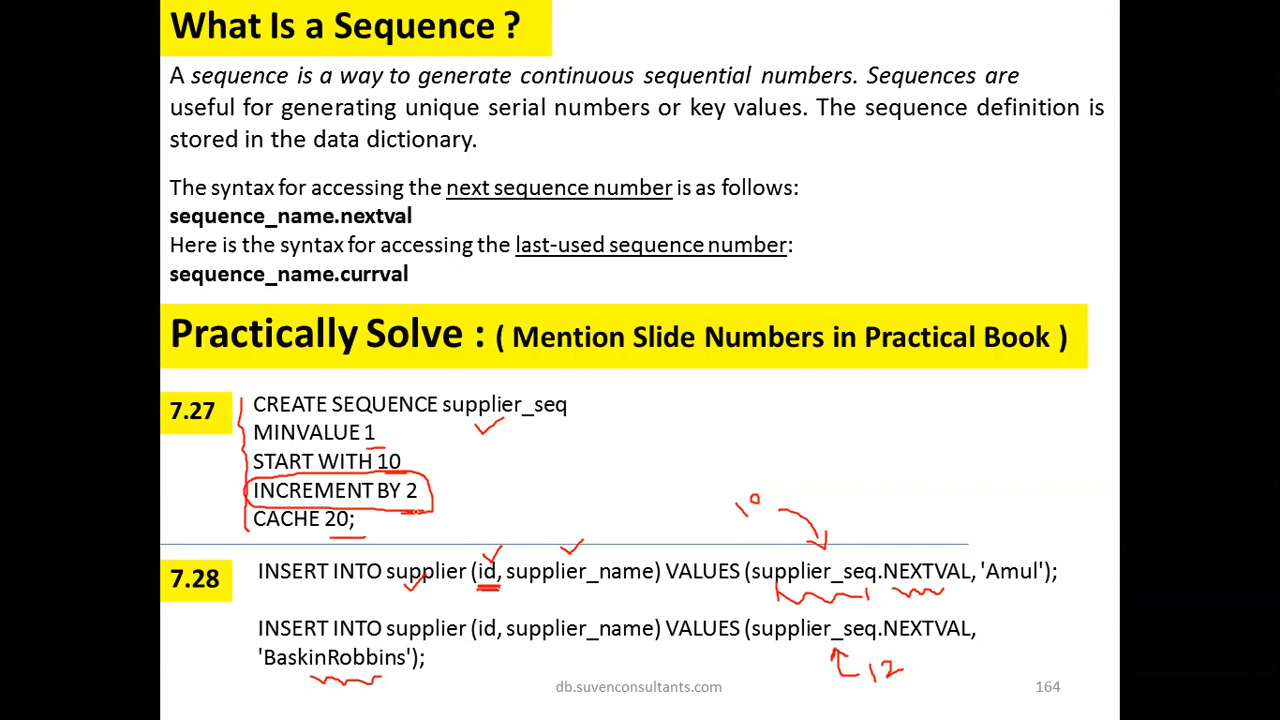 What Is a Sequence ?
A sequence is a way to generate continuous sequential numbers. Sequences are
useful for generating unique serial numbers or key values. The sequence definition is
stored in the data dictionary.
The syntax for accessing the next sequence number is as follows:
sequence_name.nextval
Here is the syntax for accessing the last-used sequence number:
sequence_name.currval
Practically Solve : ( Mention Slide Numbers in Practical Book )
7.27
CREATE SEQUENCE supplier_seq
MINVALUE 1
START WITH 10
INCREMENT BY 2
CACHE 20;
10
7.28
INSERT INTO supplier (id, supplier_name) VALUES (supplier_seq.NEXTVAL, 'Amul');
INSERT INTO supplier (id, supplier_name) VALUES (supplier_seq.NEXTVAL,
'BaskinRobbins');
12
db.suvenconsultants.com
164